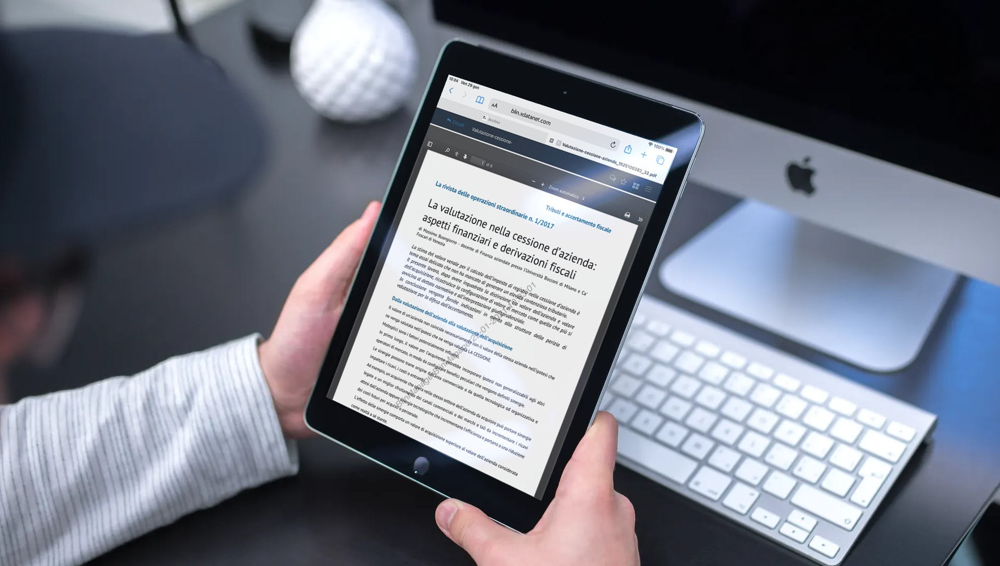 10:04 Ven 29 gen
100%
AA blin.xdatanet.com
Archivi
Valutazione-cessione-azienda_1525100382_32.pdf
Chiudi Valutazione-cessione-
1 di 8
Zoom automatico
La rivista delle operazioni straordinarie n. 1/2017
Tributi e accertamento fiscale
La valutazione nella cessione d'azienda:
aspetti finanziari e derivazioni fiscali
di Massimo Buongiorno - docente di Finanza aziendale presso l'Università Bocconi di Milano e Ca'
Foscari di Venezia
La stima del valore venale per il calcolo dell'imposta di registro nella cessione d'azienda è
tema assai delicato che non ha mancato di generare un elevato contenzioso tributario.
Il presente lavoro, dopo avere inquadrato la distinzione tra valore dell'azienda e valore
dell'acquisizione, ricostruisce la configurazione di valore di mercato come quella che più si
avvicina al dettato normativo e all'interpretazione giurisprudenziale.
In conclusione vengono fornite indicazioni in merito alla struttura della perizia di
valutazione per la difesa dall'accertamento.
Dalla valutazione dell'azienda alla valutazione dell'acquisizione
Il valore di un'azienda non coincide necessariamente con il valore della stessa azienda nell'ipotesi che
ne venga valutata nell'ipotesi che ne venga valutata LA CESSIONE.
Molteplici sono i fattori potenzialmente influenti.
In primo luogo, il valore per l'acquirente potrebbe incorporare ipotesi non generalizzabili agli altri
operatori di mercato, in modo da configurare benefici peculiari che vengono definiti sinergie.
Le sinergie possono trarre origine dall'area commerciale o da quella tecnologica od organizzativa e
impattare i ricavi, i costi o entrambi.
Ad esempio, un acquirente che opera nello stesso settore dell'azienda da acquisire può portare sinergie
legate a un miglior sfruttamento dei canali commerciali o dei marchi e tali da incrementare i ricavi
attesi dall'azienda oppure sinergie tecnologiche che incrementano l'efficienza e portano a una riduzione
dei costi futuri per acquisti o personale.
L'effetto delle sinergie comporta un valore di acquisizione superiore al valore dell'azienda considerata
come realtà a sé stante.